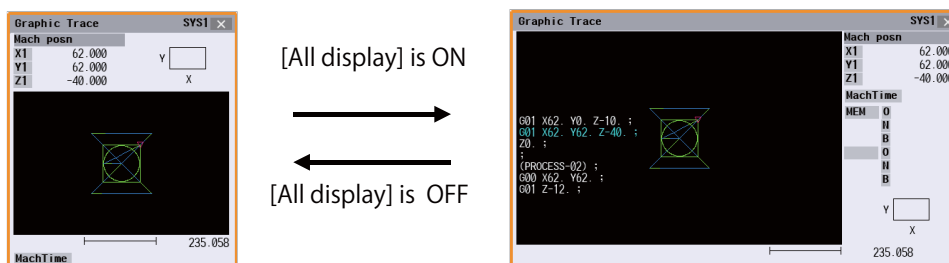 Graphic Trace SYS1
Mach posn
X1 62.000
Y1 62.000
Z1 -40.000
Y
X
235.058
MachTime
[All display] is ON
[All display] is OFF
Graphic Trace SYS1
G01 X62. Y0. Z-10. ;
G01 X62. Y62. Z-40. ;
Z0. ;
;
(PROCESS-02) ;
G00 X62. Y62. ;
G01 Z-12. ;
Mach posn
X1 62.000
Y1 62.000
Z1 -40.000
MachTime
MEM O
N
B
O
N
B
Y
X
235.058